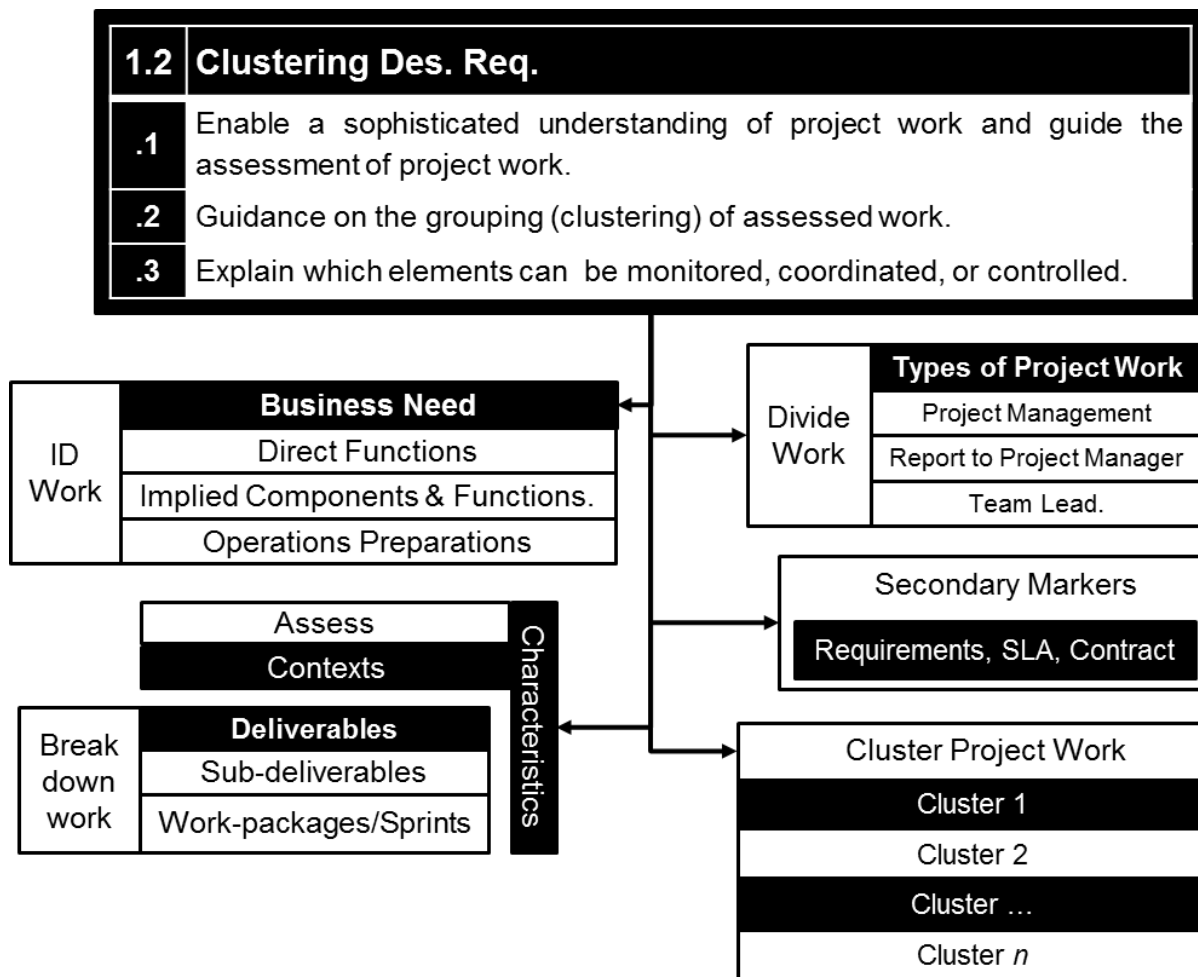 1.2 Clustering Des. Req.
.1 Enable a sophisticated understanding of project work and guide the
assessment of project work.
.2 Guidance on the grouping (clustering) of assessed work.
.3 Explain which elements can be monitored, coordinated, or controlled.
ID
Work
Business Need
Direct Functions
Implied Components & Functions.
Operations Preparations
Divide
Work
Types of Project Work
Project Management
Report to Project Manager
Team Lead.
Assess
Contexts
Characteristics
Break
down
work
Deliverables
Sub-deliverables
Work-packages/Sprints
Secondary Markers
Requirements, SLA, Contract
Cluster Project Work
Cluster 1
Cluster 2
Cluster …
Cluster n